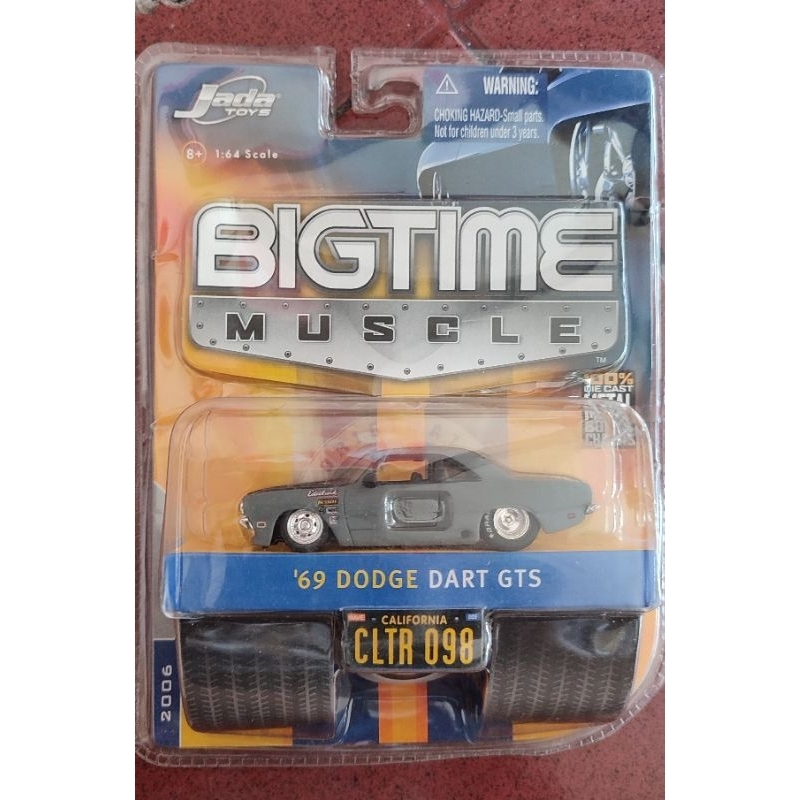 Jada
TOYS
WARNING:
CHOKING HAZARD-Small parts.
Not for children under 3 years.
8+ 1:64 Scale
BIGTIME
MUSCLE
TM
100%
DIE CAST
METAL
'69 DODGE DART GTS
CALIFORNIA
CLTR 098
2006